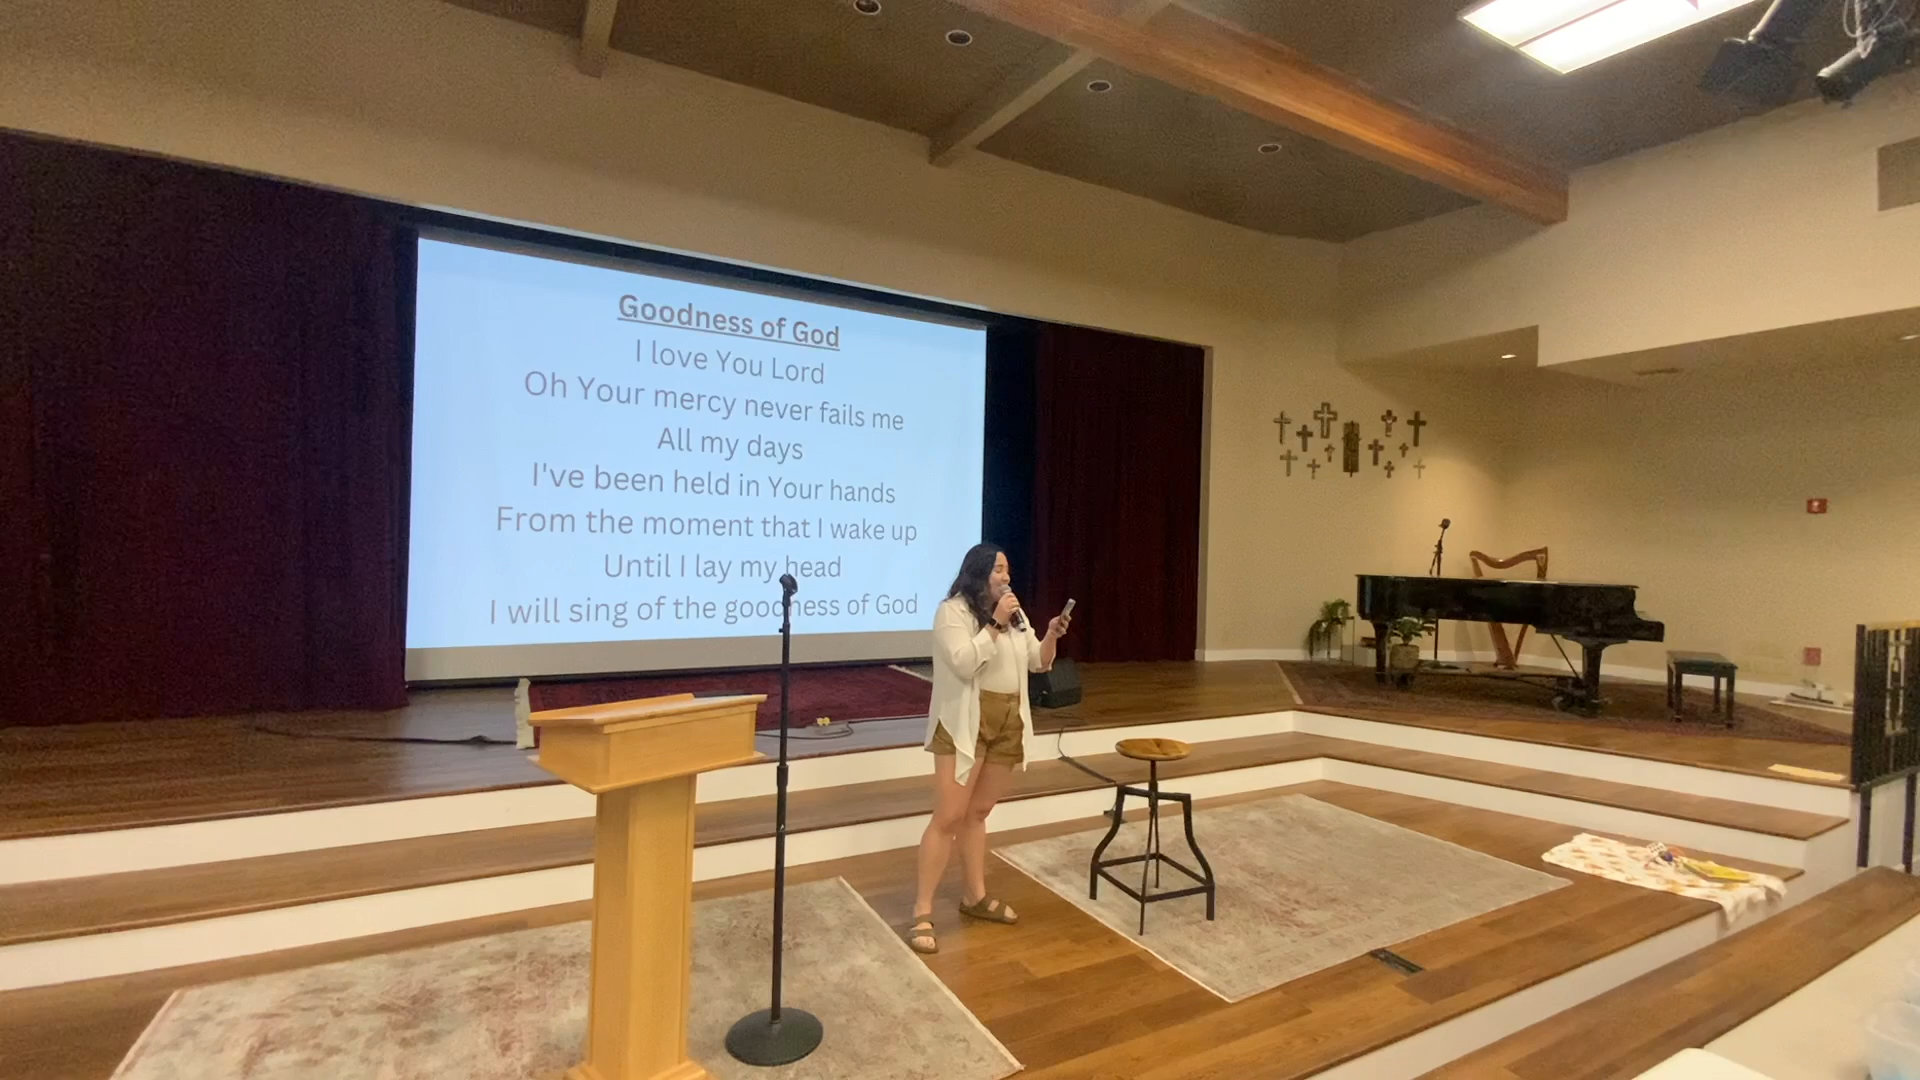 Goodness of God
I love You Lord
Oh Your mercy never fails me
All my days
I've been held in Your hands
From the moment that I wake up
Until I lay my head
I will sing of the goodness of God